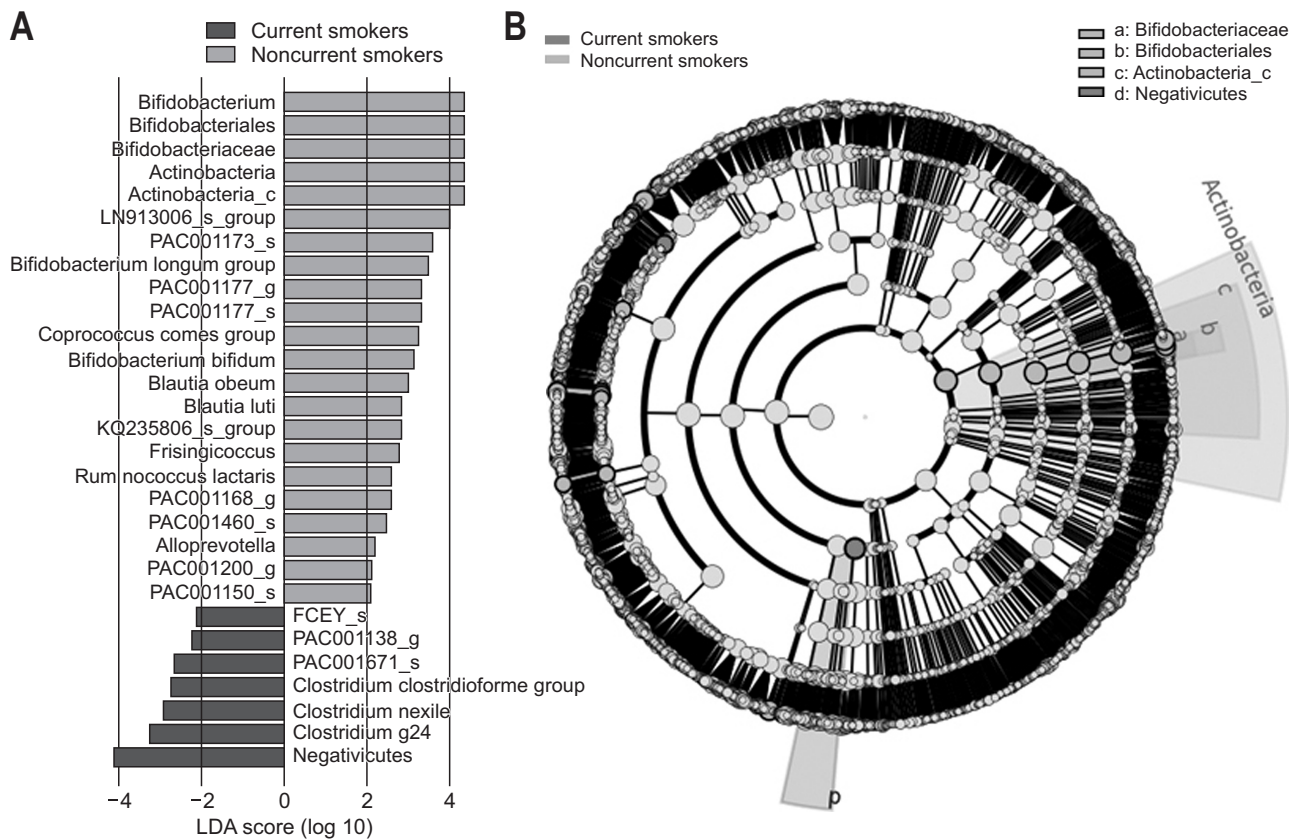 A
Current smokers
Noncurrent smokers
Bifidobacterium
Bifidobacteriales
Bifidobacteriaceae
Actinobacteria
Actinobacteria_c
LN913006_s_group
PAC001173_s
Bifidobacterium longum group
PAC001177_g
PAC001177_s
Coprococcus comes group
Bifidobacterium bifidum
Blautia obeum
Blautia luti
KQ235806_s_group
Frisingicoccus
Rum nococcus lactaris
PAC001168_g
PAC001460_s
Alloprevotella
PAC001200_g
PAC001150_s
FCEY_s
PAC001138_g
PAC001671_s
Clostridium clostridioforme group
Clostridium nexile
Clostridium g24
Negativicutes
−4 −2 0 2 4
LDA score (log 10)
B
Current smokers
Noncurrent smokers
a: Bifidobacteriaceae
b: Bifidobacteriales
c: Actinobacteria_c
d: Negativicutes
Actinobacteria
c
b
a
p